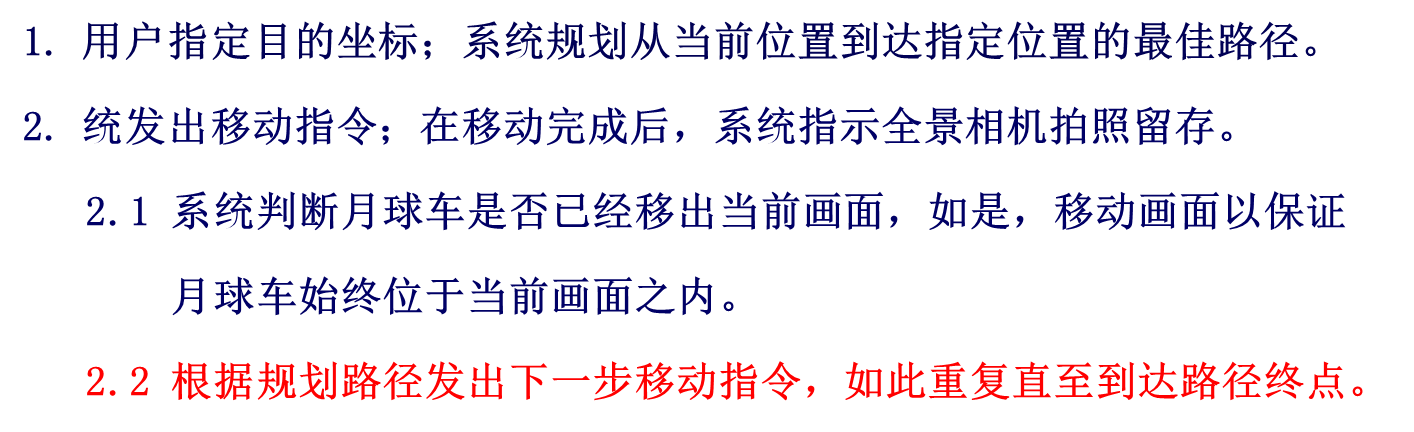 1. 用户指定目的坐标；系统规划从当前位置到达指定位置的最佳路径。
2. 统发出移动指令；在移动完成后，系统指示全景相机拍照留存。
2.1 系统判断月球车是否已经移出当前画面，如是，移动画面以保证
月球车始终位于当前画面之内。
2.2 根据规划路径发出下一步移动指令，如此重复直至到达路径终点。